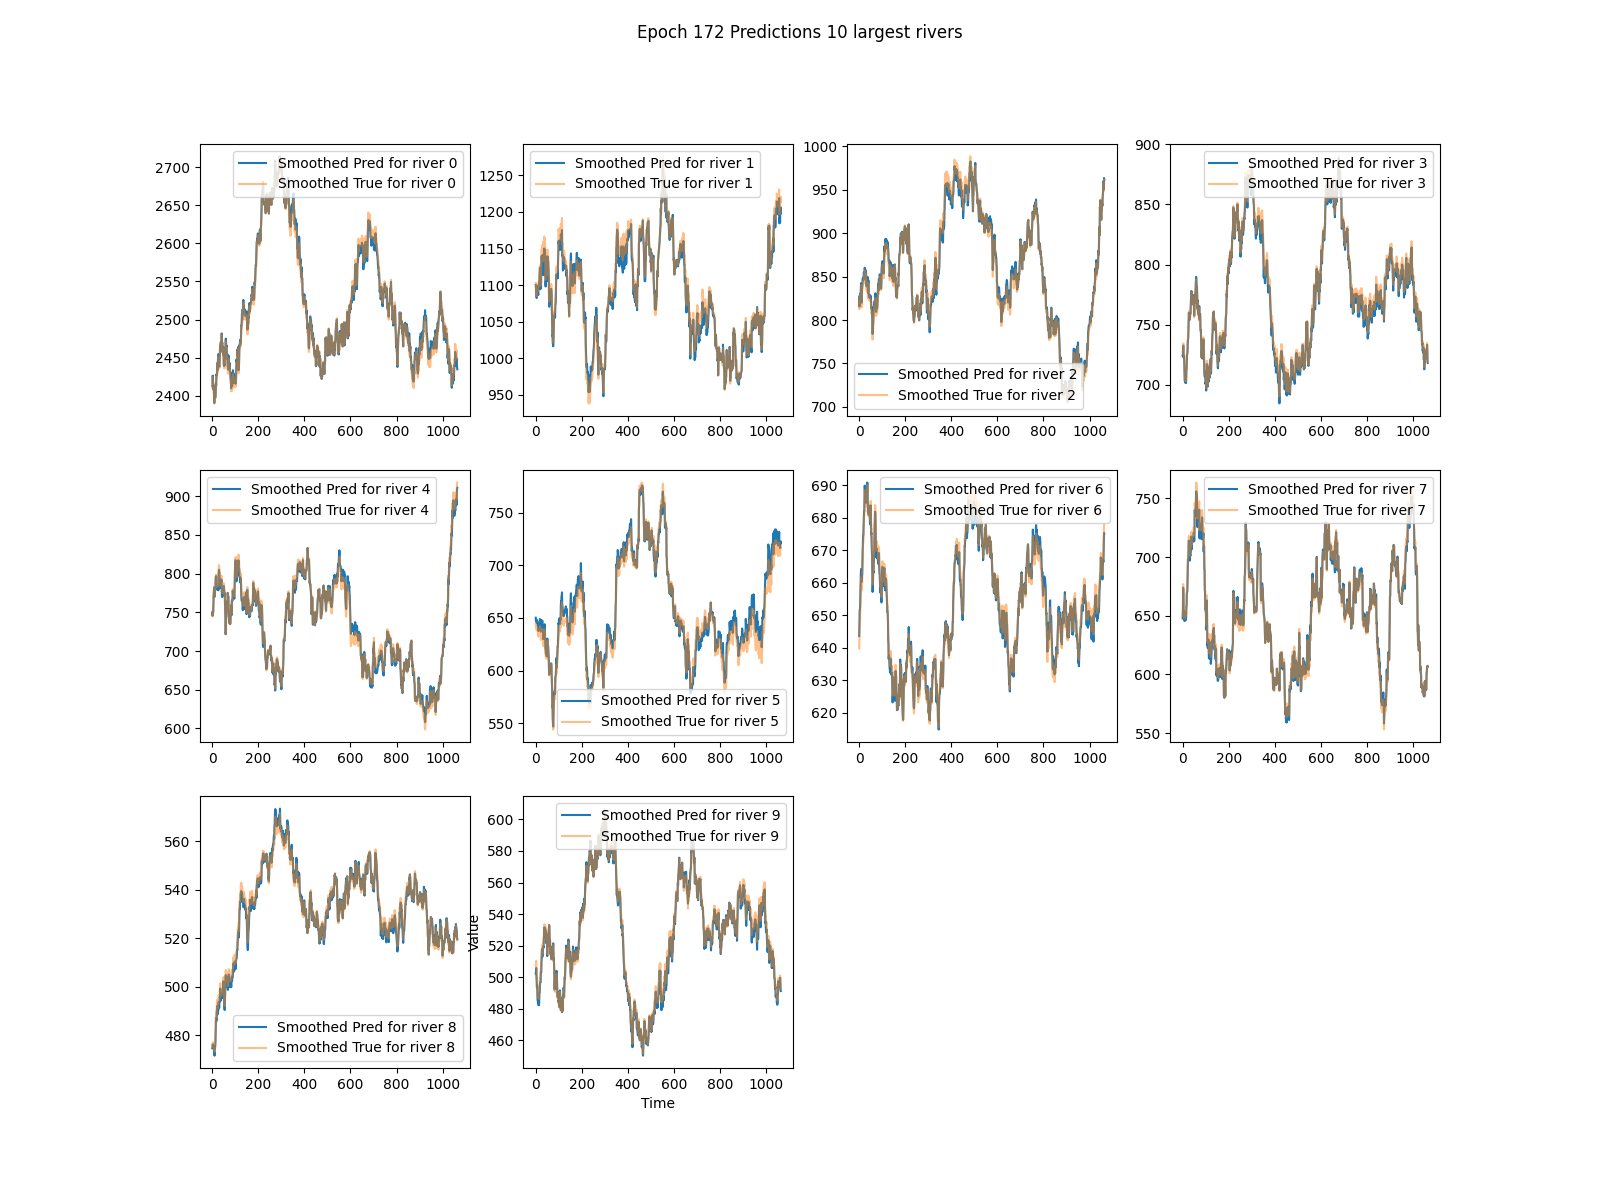 Epoch 172 Predictions 10 largest rivers
2700
2650
2600
2550
2500
2450
2400
0 200 400 600 800 1000
Smoothed Pred for river 0
Smoothed True for river 0
1250
1200
1150
1100
1050
1000
950
0 200 400 600 800 1000
Smoothed Pred for river 1
Smoothed True for river 1
1000
950
900
850
800
750
700
0 200 400 600 800 1000
Smoothed Pred for river 2
Smoothed True for river 2
900
850
800
750
700
0 200 400 600 800 1000
Smoothed Pred for river 3
Smoothed True for river 3
900
850
800
750
700
650
600
0 200 400 600 800 1000
Smoothed Pred for river 4
Smoothed True for river 4
750
700
650
600
550
0 200 400 600 800 1000
Smoothed Pred for river 5
Smoothed True for river 5
690
680
670
660
650
640
630
620
0 200 400 600 800 1000
Smoothed Pred for river 6
Smoothed True for river 6
750
700
650
600
550
0 200 400 600 800 1000
Smoothed Pred for river 7
Smoothed True for river 7
560
540
520
500
480
0 200 400 600 800 1000
Smoothed Pred for river 8
Smoothed True for river 8
Value
600
580
560
540
520
500
480
460
0 200 400 600 800 1000
Smoothed Pred for river 9
Smoothed True for river 9
Time